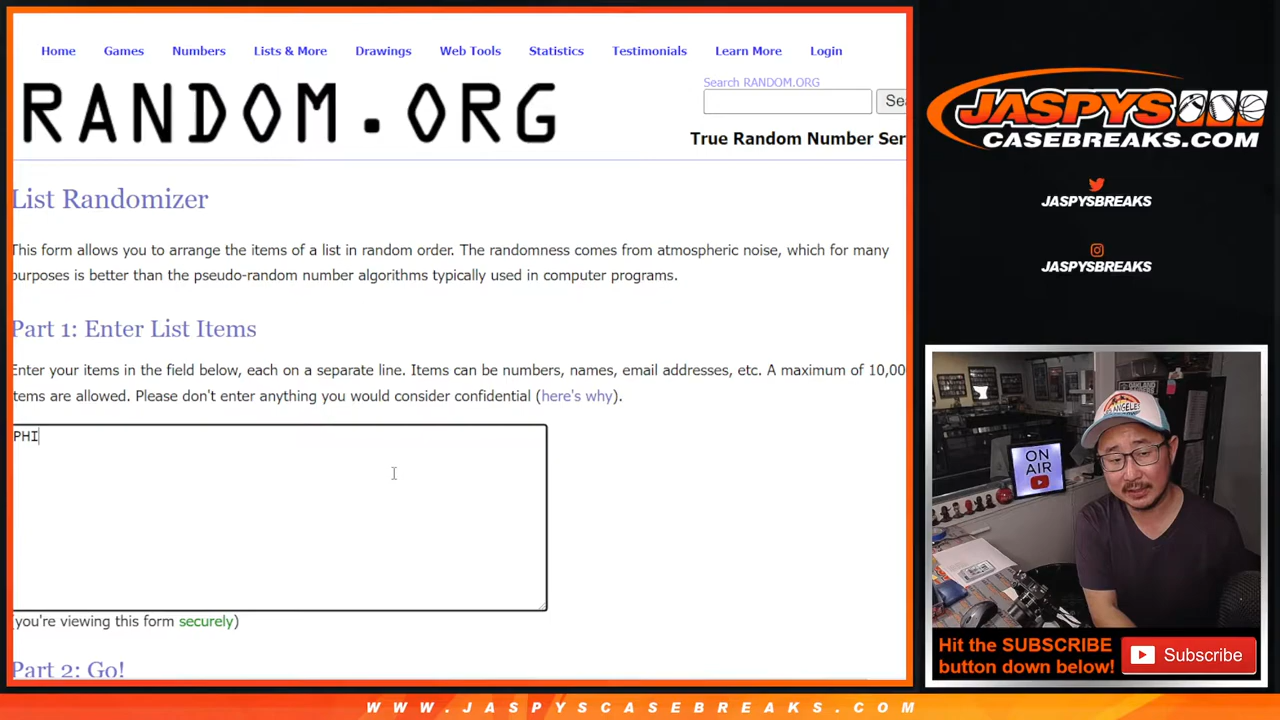 Home Games Numbers Lists & More Drawings Web Tools Statistics Testimonials Learn More Login
RANDOM.ORG
Search RANDOM.ORG
Sea
True Random Number Ser
List Randomizer
This form allows you to arrange the items of a list in random order. The randomness comes from atmospheric noise, which for many
purposes is better than the pseudo-random number algorithms typically used in computer programs.
Part 1: Enter List Items
Enter your items in the field below, each on a separate line. Items can be numbers, names, email addresses, etc. A maximum of 10,00
items are allowed. Please don't enter anything you would consider confidential (here's why).
PHI
(you're viewing this form securely)
Part 2: Go!
JASPYS
CASEBREAKS.COM
JASPYSBREAKS
JASPYSBREAKS
ON
AIR
LOS ANGELES
Hit the SUBSCRIBE
button down below!
Subscribe
WWW.JASPYSCASEBREAKS.COM